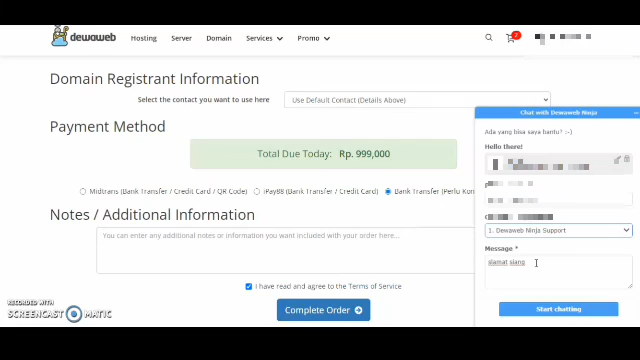 dewaweb
Hosting
Server
Domain
Services
Promo
2
Domain Registrant Information
Select the contact you want to use here
Use Default Contact (Details Above)
Payment Method
Total Due Today: Rp. 999,000
Midtrans (Bank Transfer / Credit Card / QR Code)
iPay88 (Bank Transfer / Credit Card)
Bank Transfer (Perlu Kon
Notes / Additional Information
You can enter any additional notes or information you want included with your order here...
I have read and agree to the Terms of Service
Complete Order
Chat with Dewaweb Ninja
Ada yang bisa saya bantu? :-)
Hello there!
1. Dewaweb Ninja Support
Message *
slamat siang
Start chatting
RECORDED WITH
SCREENCAST MATIC